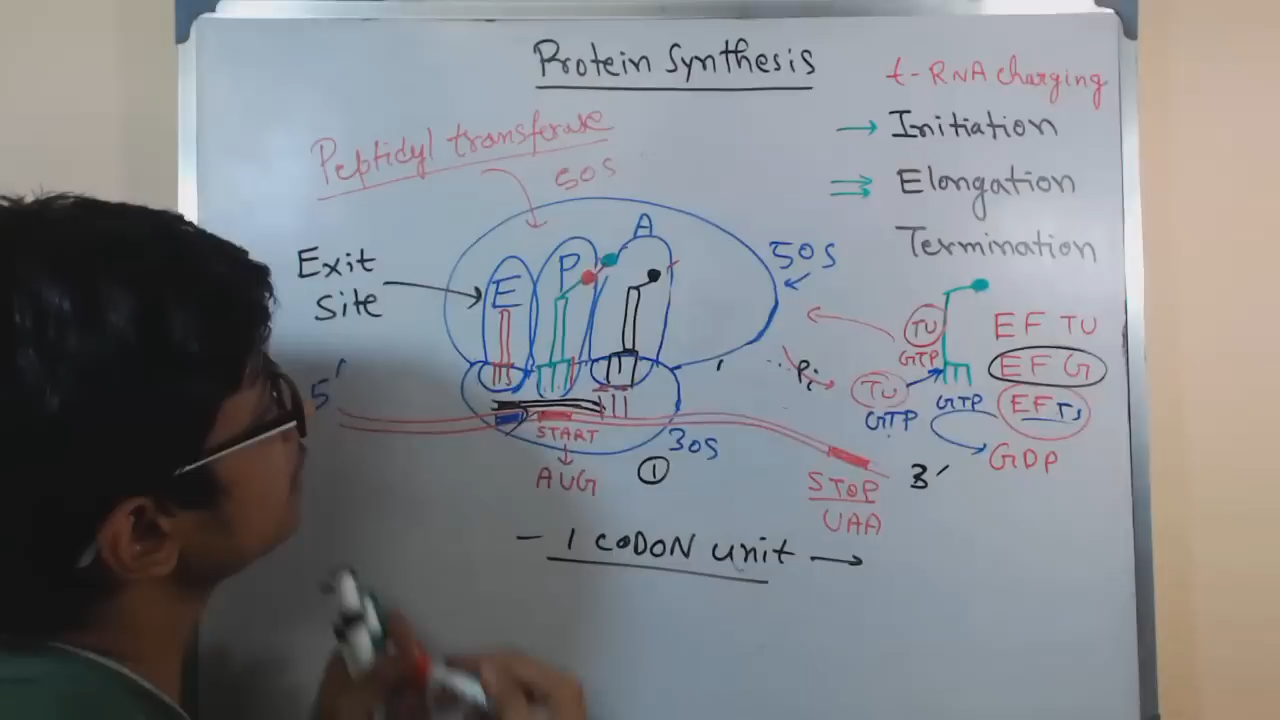 Protein Synthesis
t-RNA charging
→ Initiation
Elongation
Termination
Peptidyl transferase
50S
A
P
E
Exit
Site
50S
5′
START
AUG
30S
1
STOP
UAA
3′
Pi
TU
GTP
TU
GTP
GTP
GDP
EF TU
EF G
EF Ts
- 1 CODON unit →